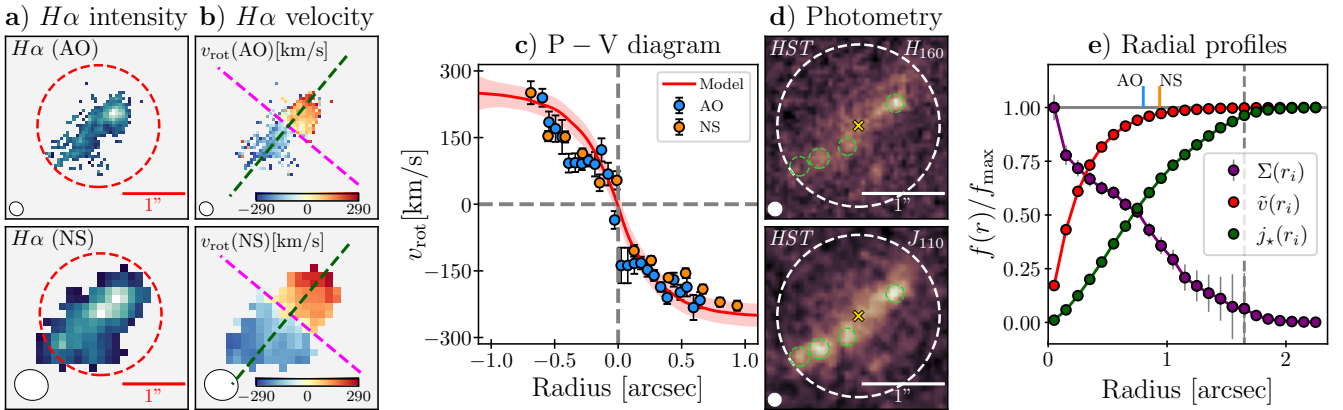 a) Hα intensity
Hα (AO)
1”
Hα (NS)
1”
b) Hα velocity
v_rot(AO)[km/s]
−290 0 290
v_rot(NS)[km/s]
−290 0 290
c) P − V diagram
Model
AO
NS
v_rot[km/s]
300
150
0
−150
−300
−1.0 −0.5 0.0 0.5 1.0
Radius [arcsec]
d) Photometry
HST H₁₆₀
1”
HST J₁₁₀
1”
e) Radial profiles
AO NS
f(r)/f_max
1.00
0.75
0.50
0.25
0.00
Σ(r_i)
ṽ(r_i)
j_⋆(r_i)
0 1 2
Radius [arcsec]